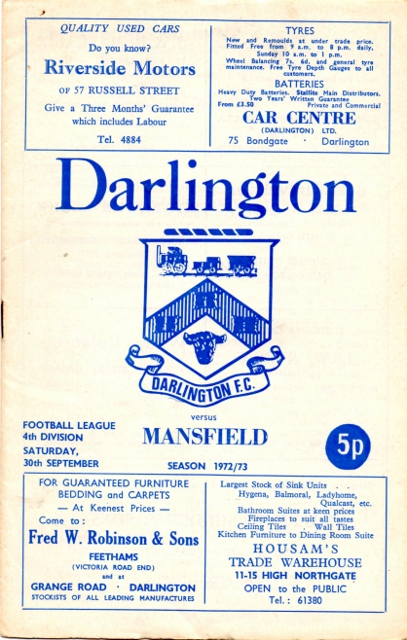 QUALITY USED CARS
Do you know?
Riverside Motors
OF 57 RUSSELL STREET
Give a Three Months' Guarantee
which includes Labour
Tel. 4884
TYRES
New and Remoulds at under trade price.
Fitted Free from 9 a.m. to 8 p.m. daily,
Sunday 10 a.m. to 1 p.m.
Wheel Balancing 7s. 6d. and general tyre
maintenance. Free Tyre Depth Gauges to all
customers.
BATTERIES
Heavy Duty Batteries. Stallite Main Distributors.
Two Years' Written Guarantee
From £3.50 Private and Commercial
CAR CENTRE
(DARLINGTON) LTD.
75 Bondgate · Darlington
Darlington
DARLINGTON F.C.
versus
MANSFIELD
FOOTBALL LEAGUE
4th DIVISION
SATURDAY,
30th SEPTEMBER
SEASON 1972/73
5p
FOR GUARANTEED FURNITURE
BEDDING and CARPETS
— At Keenest Prices —
Come to :
Fred W. Robinson & Sons
FEETHAMS
(VICTORIA ROAD END)
and at
GRANGE ROAD · DARLINGTON
STOCKISTS OF ALL LEADING MANUFACTURES
Largest Stock of Sink Units . .
Hygena, Balmoral, Ladyhome,
Qualcast, etc.
Bathroom Suites at keen prices
Fireplaces to suit all tastes
Ceiling Tiles . Wall Tiles
Kitchen Furniture to Dining Room Suite
HOUSAM'S
TRADE WAREHOUSE
11-15 HIGH NORTHGATE
OPEN to the PUBLIC
Tel. : 61380